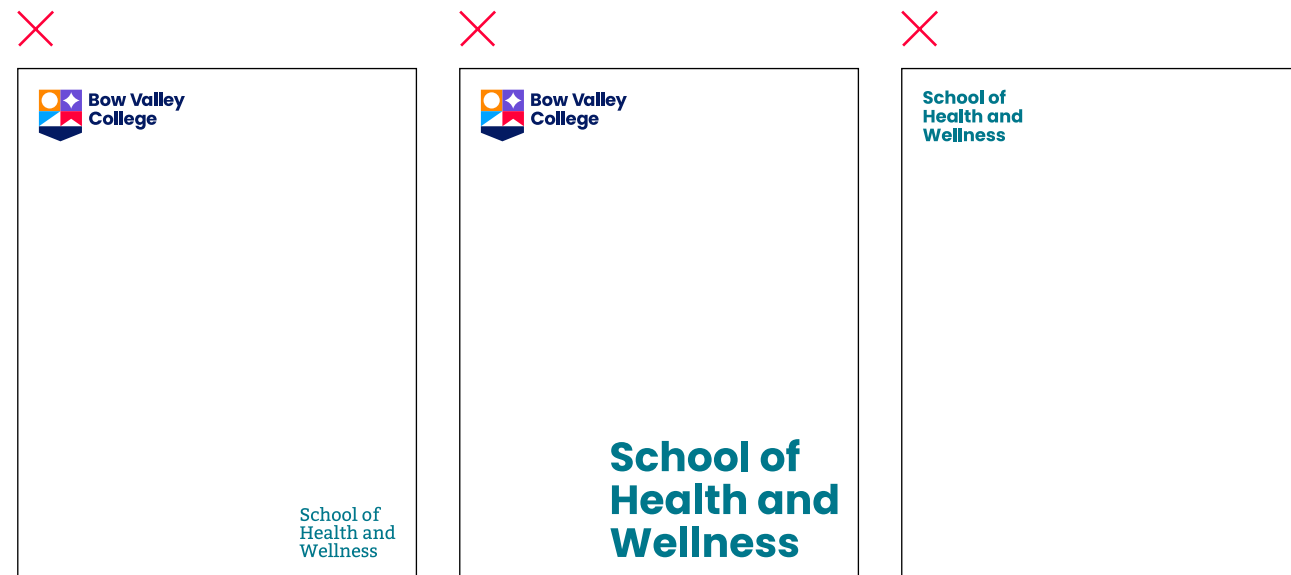 Bow Valley
College
School of
Health and
Wellness
Bow Valley
College
School of
Health and
Wellness
School of
Health and
Wellness